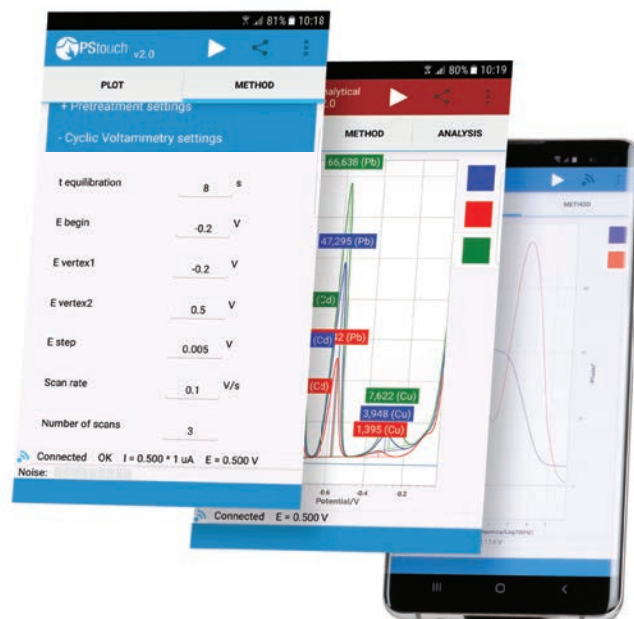 81% 10:18
PStouch v2.0
PLOT METHOD
+ Pretreatment settings
- Cyclic Voltammetry settings
t equilibration 8 s
E begin -0.2 V
E vertex1 -0.2 V
E vertex2 0.5 V
E step 0.005 V
Scan rate 0.1 V/s
Number of scans 3
Connected OK I = 0.500 * 1 uA E = 0.500 V
Noise:
80% 10:19
METHOD ANALYSIS
66,638 (Pb)
47,295 (Pb)
(Cd)
(Cd)
(Pb)
(Cd)
7,622 (Cu)
3,948 (Cu)
1,395 (Cu)
-0.6 -0.4 -0.2
Potential/V
Connected E = 0.500 V
METHOD